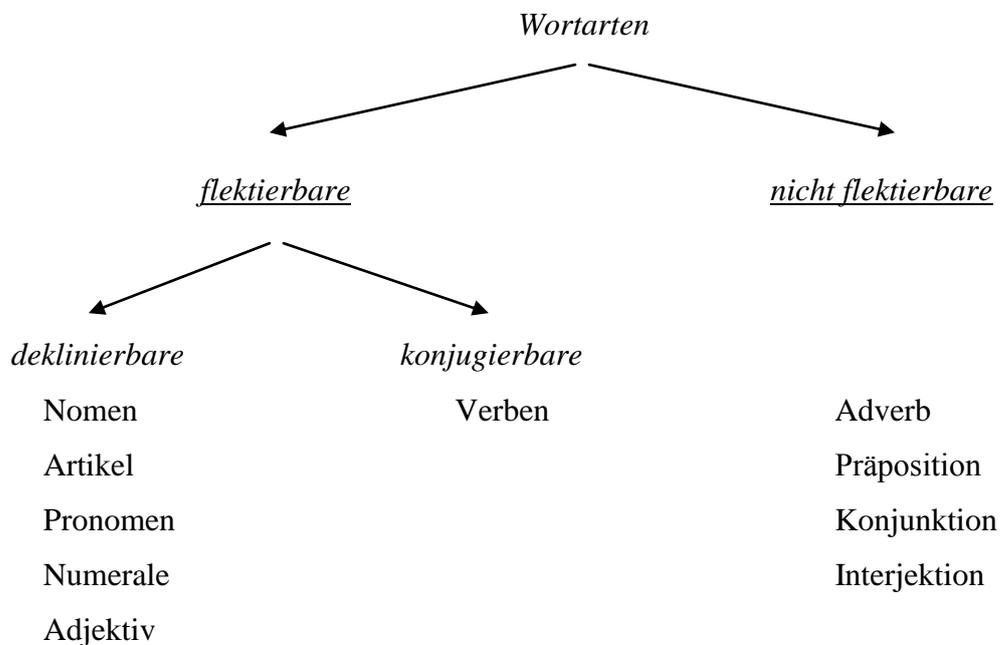 Wortarten
flektierbare nicht flektierbare
deklinierbare konjugierbare
Nomen Verben Adverb
Artikel Präposition
Pronomen Konjunktion
Numerale Interjektion
Adjektiv